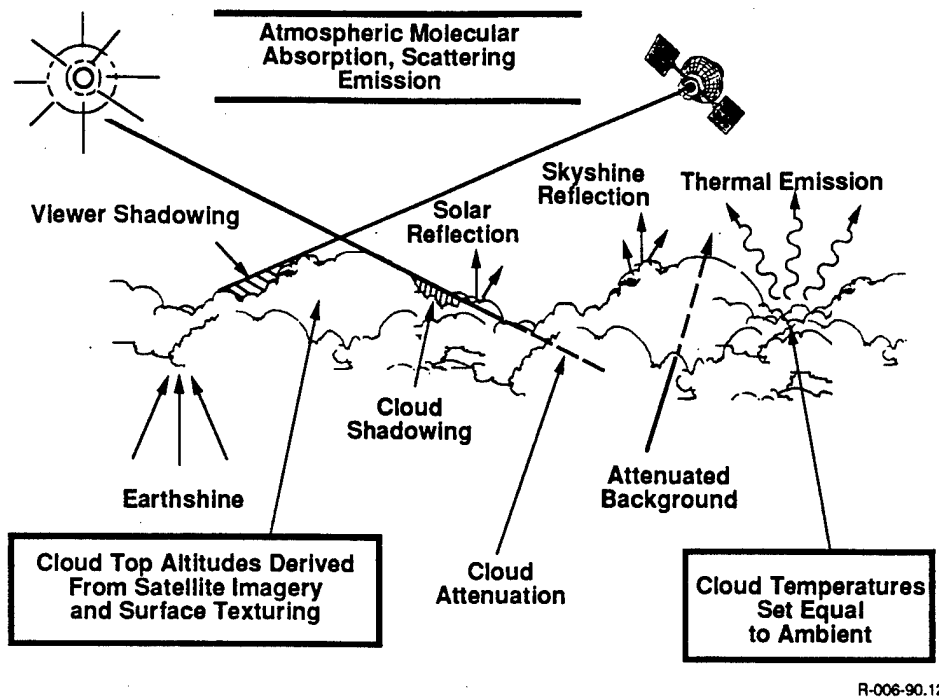 Atmospheric Molecular
Absorption, Scattering
Emission
Viewer Shadowing
Solar
Reflection
Skyshine
Reflection
Thermal Emission
Cloud
Shadowing
Earthshine
Attenuated
Background
Cloud
Attenuation
Cloud Top Altitudes Derived
From Satellite Imagery
and Surface Texturing
Cloud Temperatures
Set Equal
to Ambient